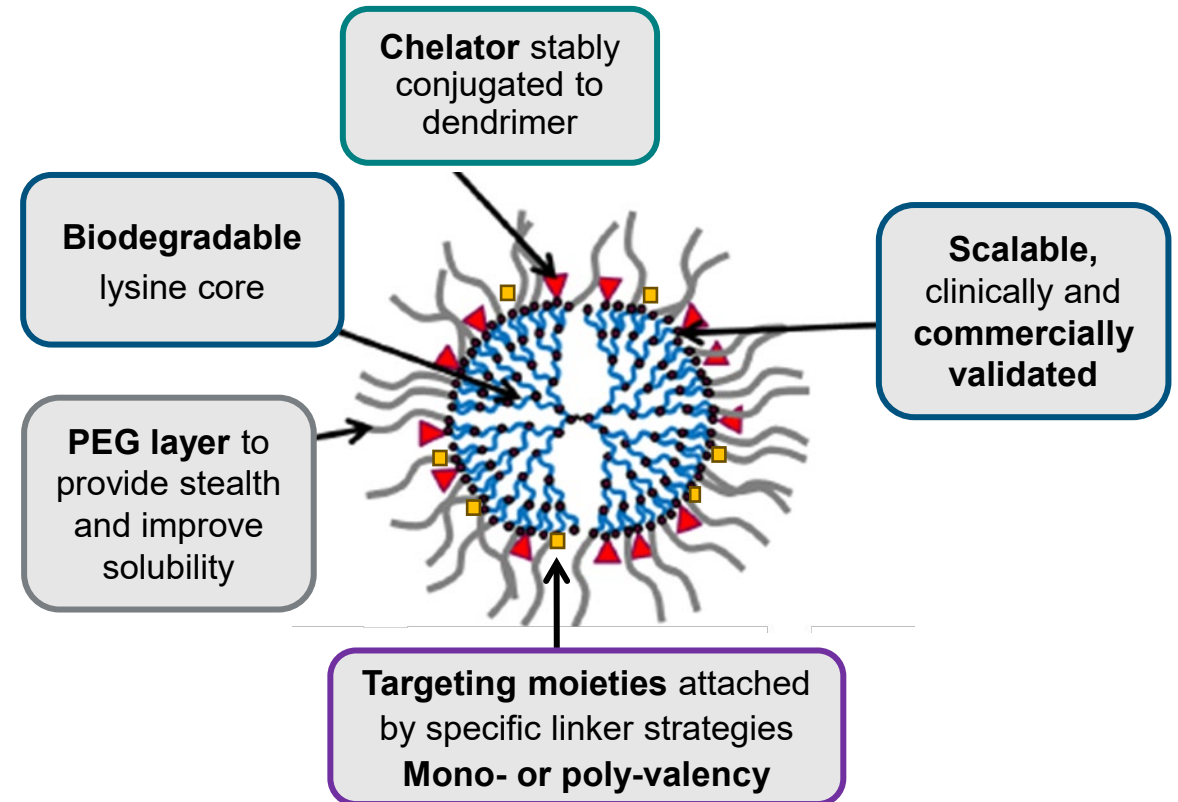 Chelator stably
conjugated to
dendrimer
Biodegradable
lysine core
Scalable,
clinically and
commercially
validated
PEG layer to
provide stealth
and improve
solubility
Targeting moieties attached
by specific linker strategies
Mono- or poly-valency